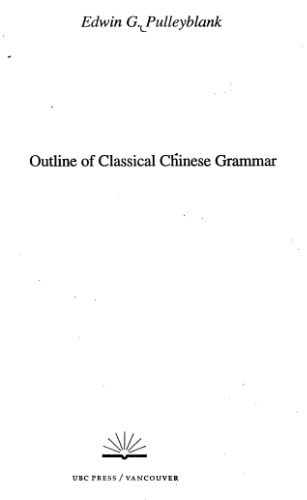 Edwin G. Pulleyblank
Outline of Classical Chinese Grammar
UBC PRESS / VANCOUVER